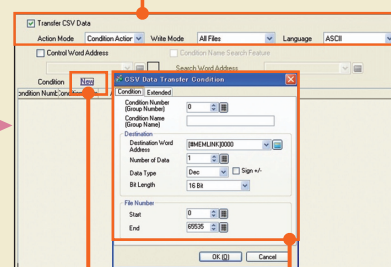 Transfer CSV Data
Action Mode Condition Action Write Mode All Files Language ASCII
Control Word Address Condition Name Search Feature
Search Word Address
Condition New
CSV Data Transfer Condition
Condition Extended
Condition Number (Group Number) 0
Condition Name (Group Name)
Destination
Destination Word Address [#MEMLINK]0000
Number of Data 1
Data Type Dec Sign +/-
Bit Length 16 Bit
File Number
Start 0
End 65535
OK (O) Cancel